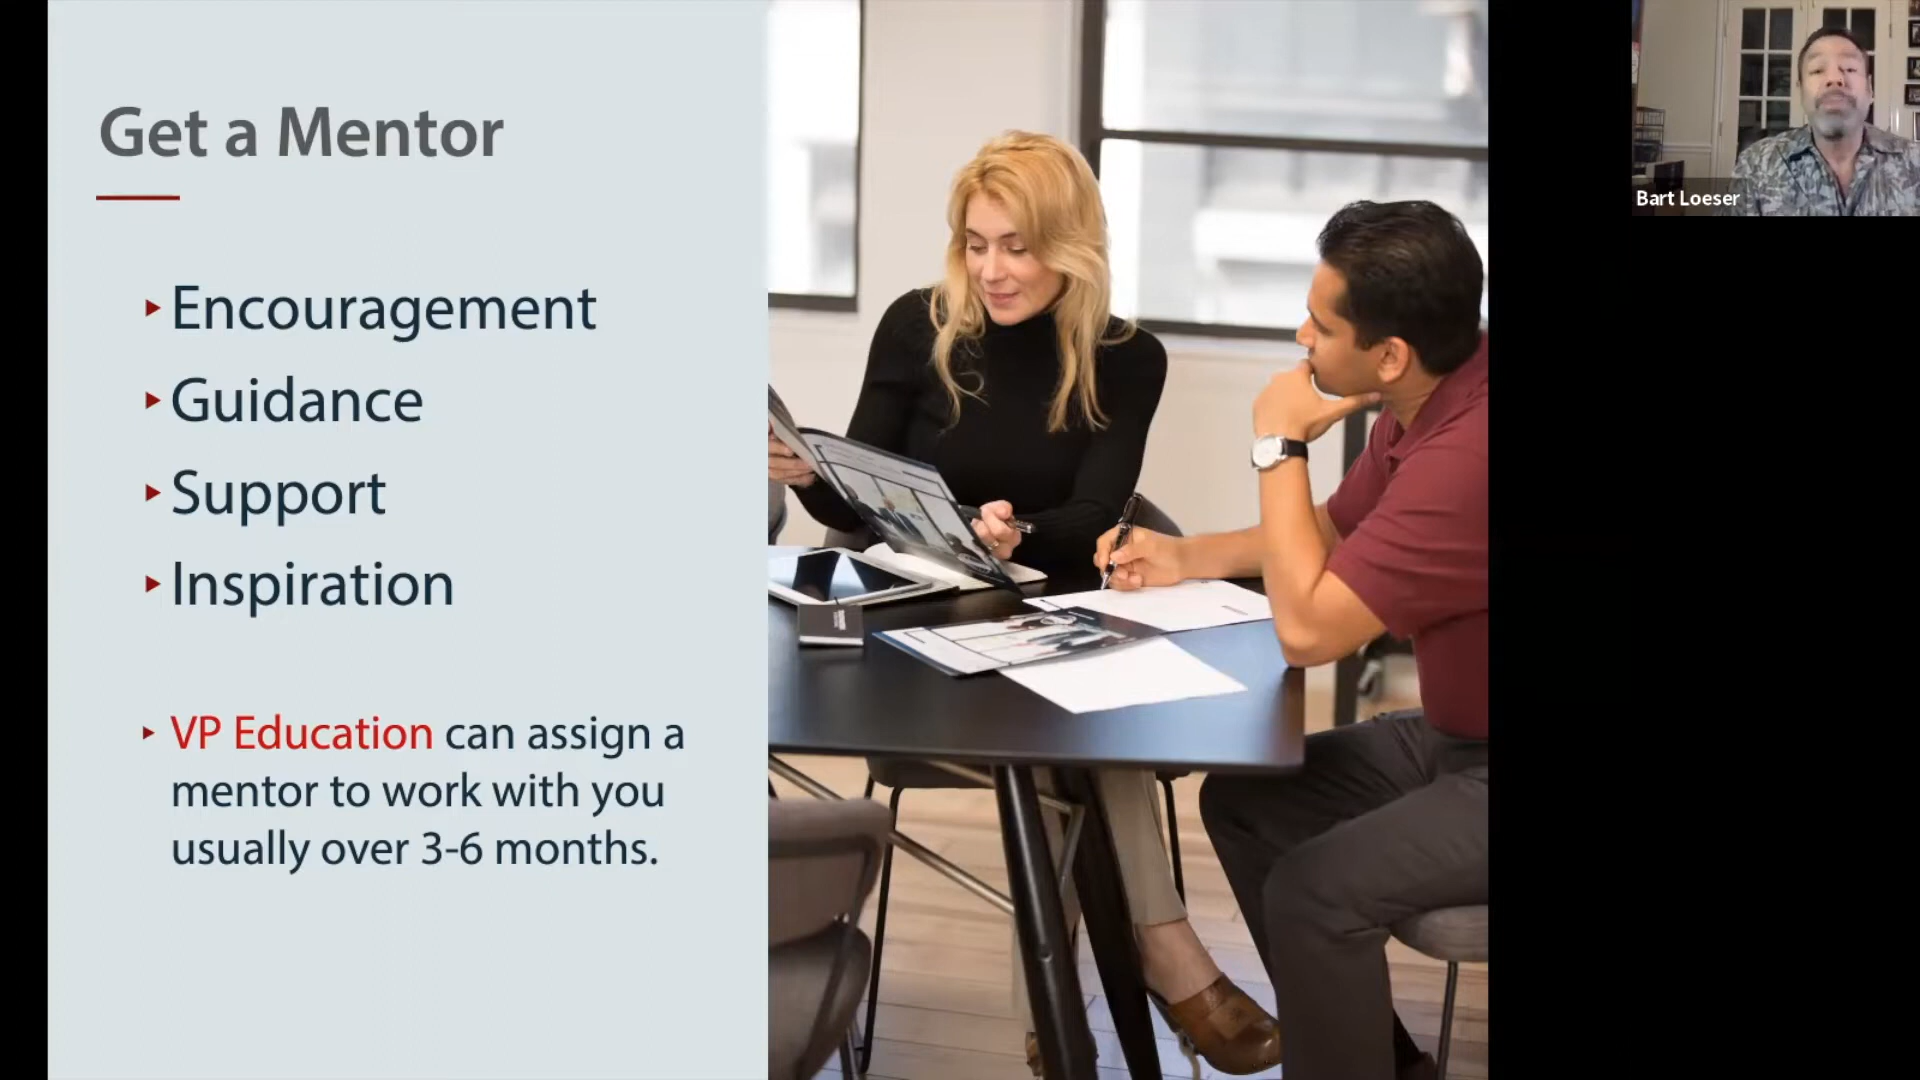 Get a Mentor
Encouragement
Guidance
Support
Inspiration
VP Education can assign a
mentor to work with you
usually over 3-6 months.
Bart Loeser